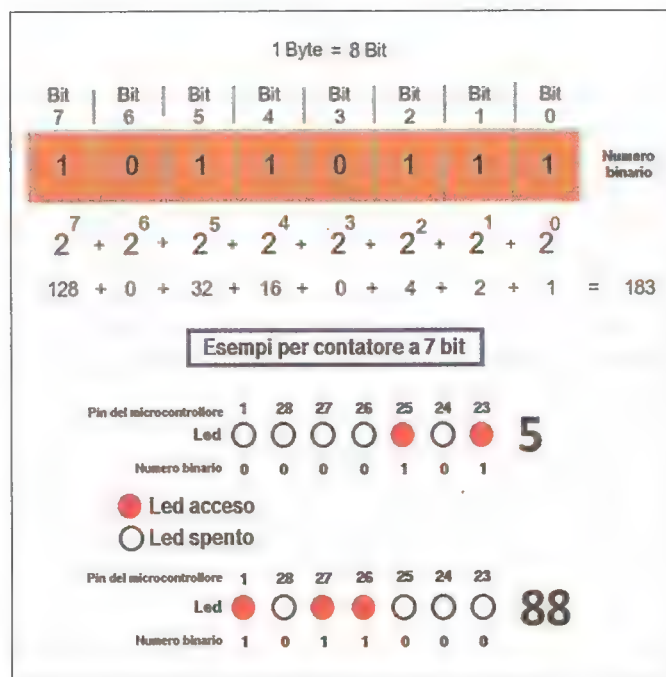 1 Byte = 8 Bit
Bit | Bit | Bit | Bit | Bit | Bit | Bit | Bit
7 | 6 | 5 | 4 | 3 | 2 | 1 | 0
1 0 1 1 0 1 1 1 Numero binario
2^7 + 2^6 + 2^5 + 2^4 + 2^3 + 2^2 + 2^1 + 2^0
128 + 0 + 32 + 16 + 0 + 4 + 2 + 1 = 183
Esempi per contatore a 7 bit
Pin del microcontrollore 1 28 27 26 25 24 23
Led 5
Numero binario 0 0 0 0 1 0 1
Led acceso
Led spento
Pin del microcontrollore 1 28 27 26 25 24 23
Led 88
Numero binario 1 0 1 1 0 0 0